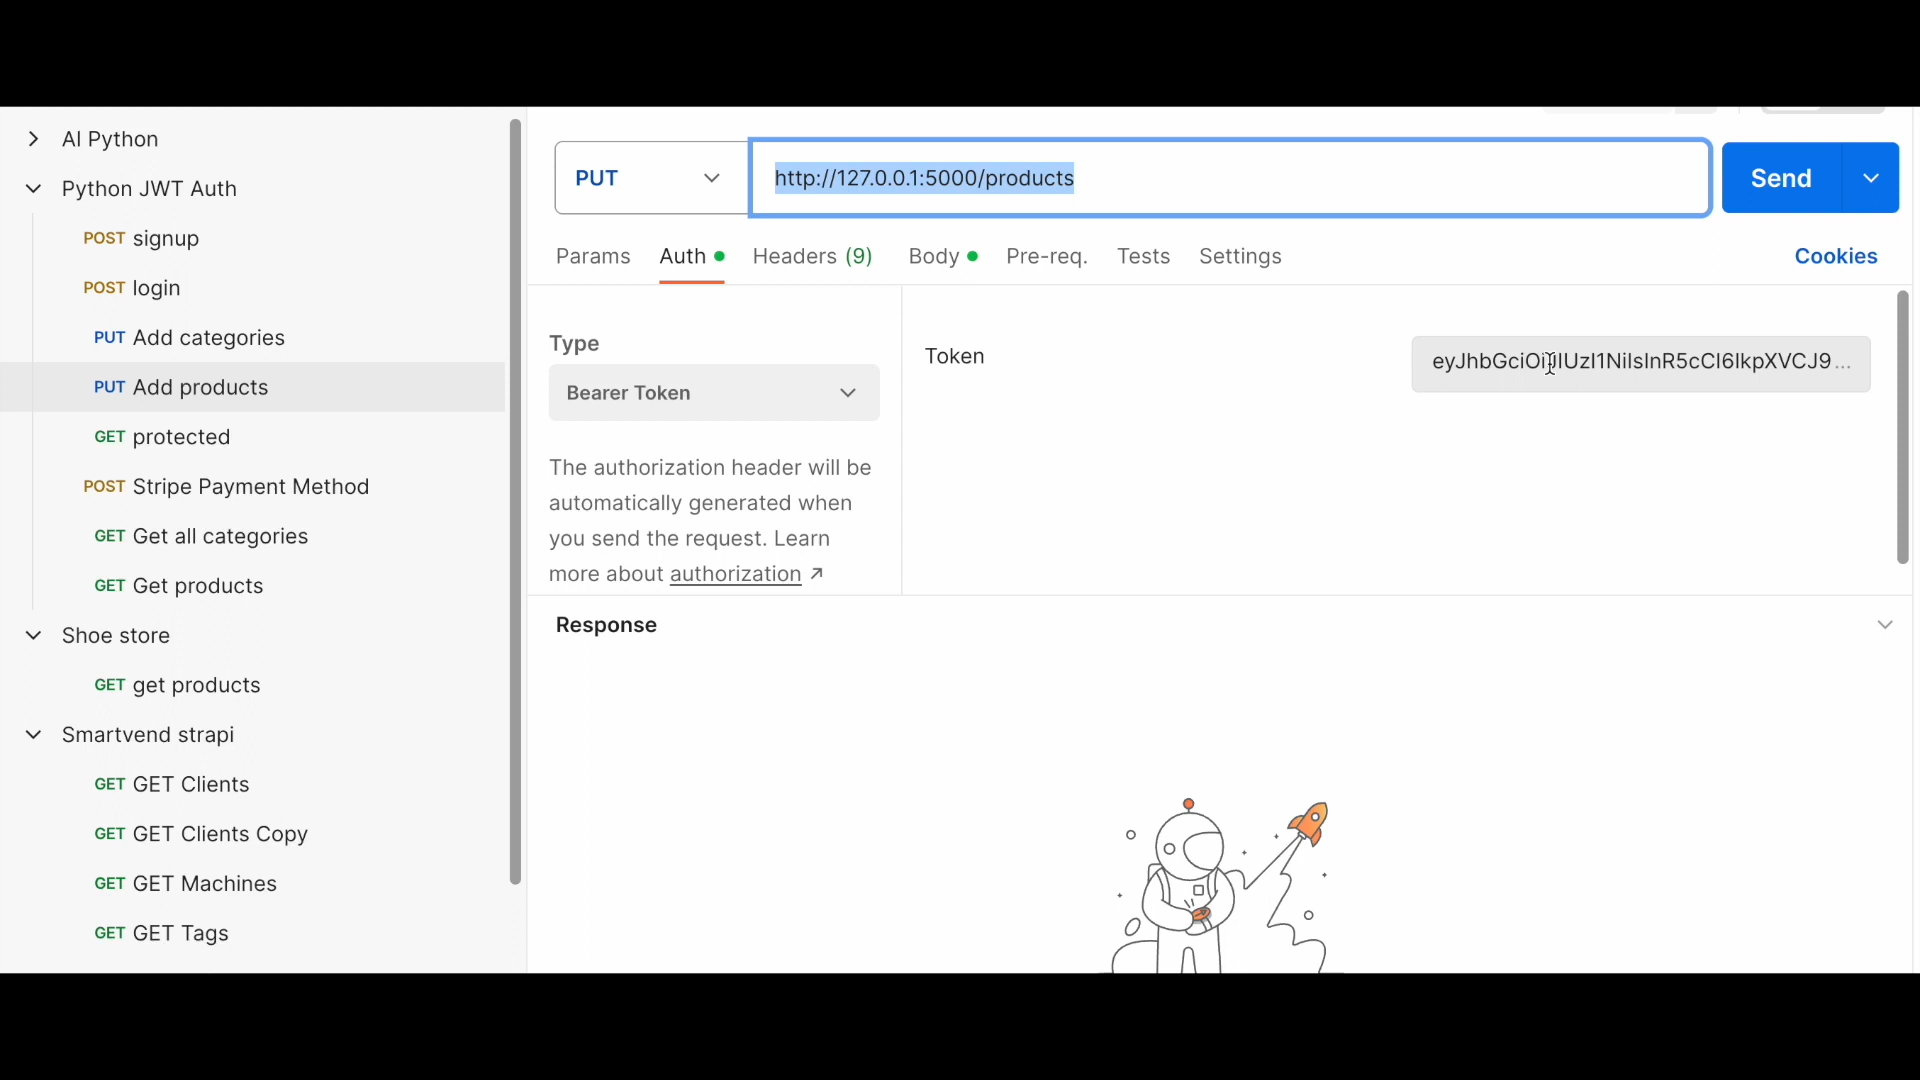 AI Python
Python JWT Auth
POST signup
POST login
PUT Add categories
PUT Add products
GET protected
POST Stripe Payment Method
GET Get all categories
GET Get products
Shoe store
GET get products
Smartvend strapi
GET GET Clients
GET GET Clients Copy
GET GET Machines
GET GET Tags
PUT
http://127.0.0.1:5000/products
Send
Params
Auth
Headers (9)
Body
Pre-req.
Tests
Settings
Cookies
Type
Bearer Token
The authorization header will be
automatically generated when
you send the request. Learn
more about authorization ↗
Token
Response